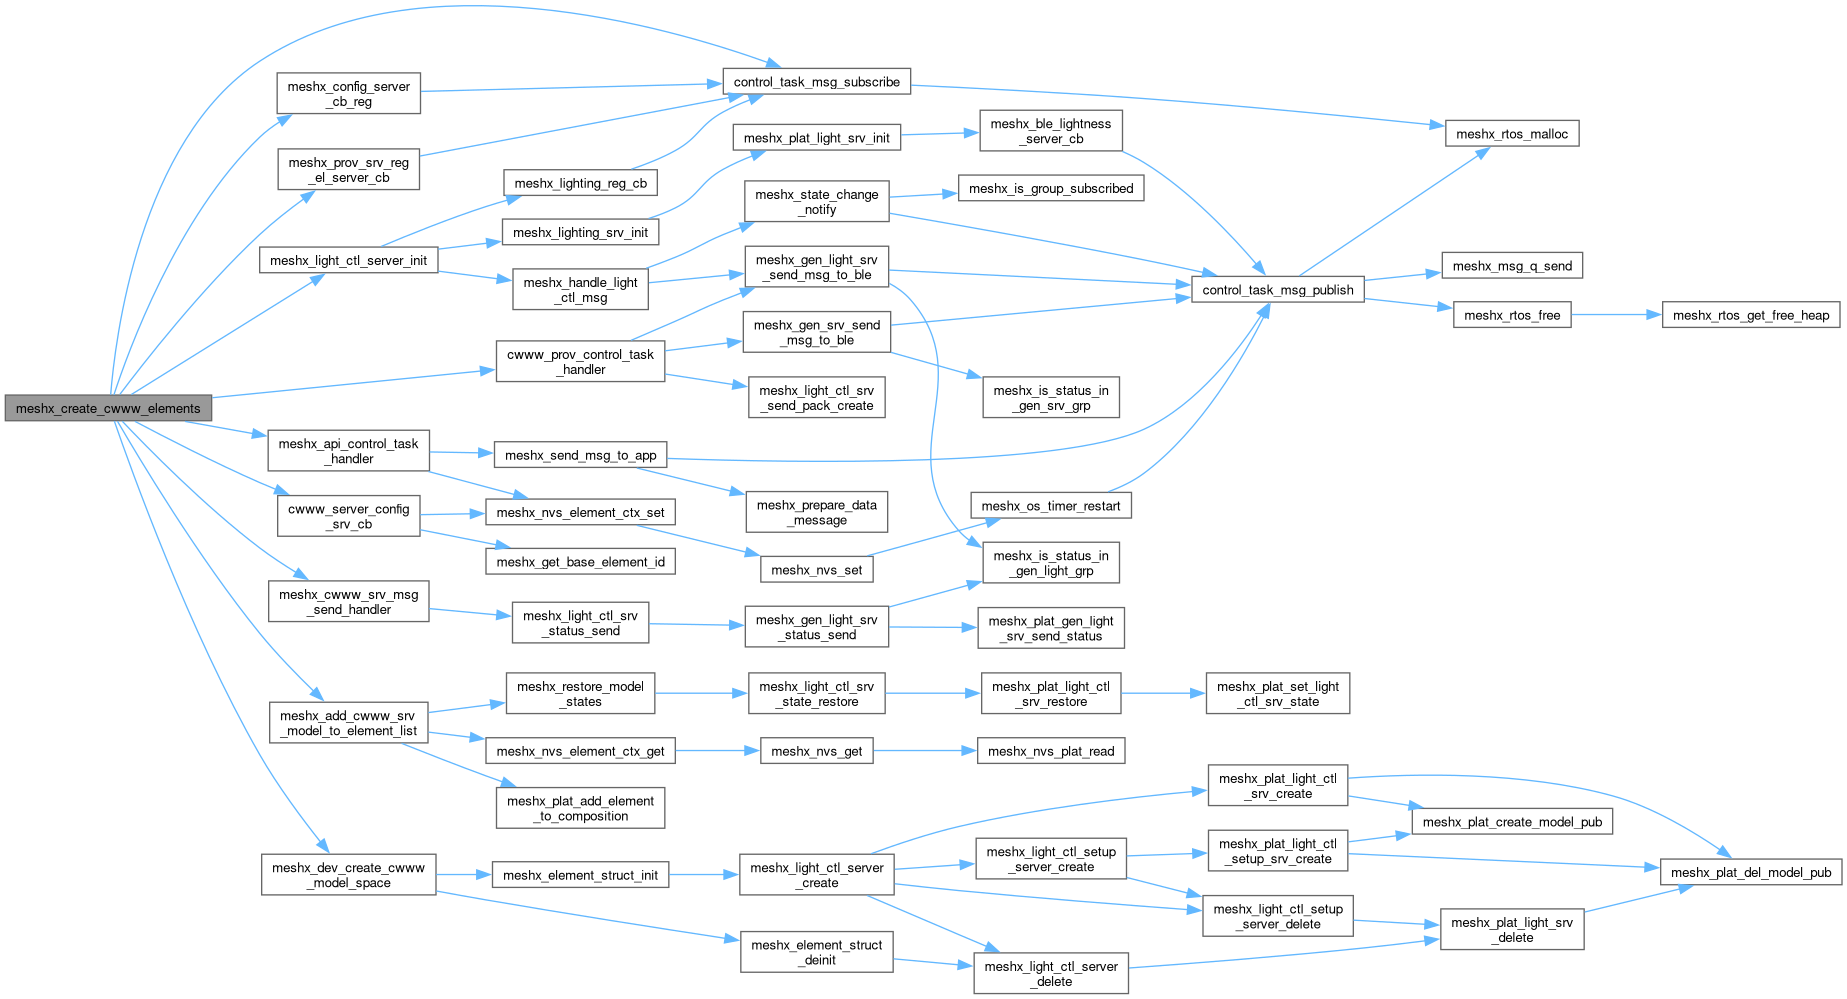 meshx_create_cwww_elements
meshx_config_server
_cb_reg
meshx_prov_srv_reg
_el_server_cb
meshx_light_ctl_server_init
meshx_api_control_task
_handler
cwww_server_config
_srv_cb
meshx_cwww_srv_msg
_send_handler
meshx_add_cwww_srv
_model_to_element_list
meshx_dev_create_cwww
_model_space
meshx_lighting_reg_cb
meshx_lighting_srv_init
meshx_handle_light
_ctl_msg
cwww_prov_control_task
_handler
meshx_send_msg_to_app
meshx_nvs_element_ctx_set
meshx_get_base_element_id
meshx_light_ctl_srv
_status_send
meshx_restore_model
_states
meshx_nvs_element_ctx_get
meshx_plat_add_element
_to_composition
meshx_element_struct_init
control_task_msg_subscribe
meshx_plat_light_srv_init
meshx_state_change
_notify
meshx_gen_light_srv
_send_msg_to_ble
meshx_gen_srv_send
_msg_to_ble
meshx_light_ctl_srv
_send_pack_create
meshx_prepare_data
_message
meshx_nvs_set
meshx_gen_light_srv
_status_send
meshx_light_ctl_srv
_state_restore
meshx_nvs_get
meshx_light_ctl_server
_create
meshx_element_struct
_deinit
meshx_ble_lightness
_server_cb
meshx_is_group_subscribed
meshx_is_status_in
_gen_srv_grp
meshx_os_timer_restart
meshx_is_status_in
_gen_light_grp
meshx_plat_gen_light
_srv_send_status
meshx_plat_light_ctl
_srv_restore
meshx_nvs_plat_read
meshx_light_ctl_setup
_server_create
meshx_light_ctl_server
_delete
control_task_msg_publish
meshx_plat_set_light
_ctl_srv_state
meshx_plat_light_ctl
_srv_create
meshx_plat_light_ctl
_setup_srv_create
meshx_light_ctl_setup
_server_delete
meshx_rtos_malloc
meshx_msg_q_send
meshx_rtos_free
meshx_plat_create_model_pub
meshx_plat_light_srv
_delete
meshx_rtos_get_free_heap
meshx_plat_del_model_pub